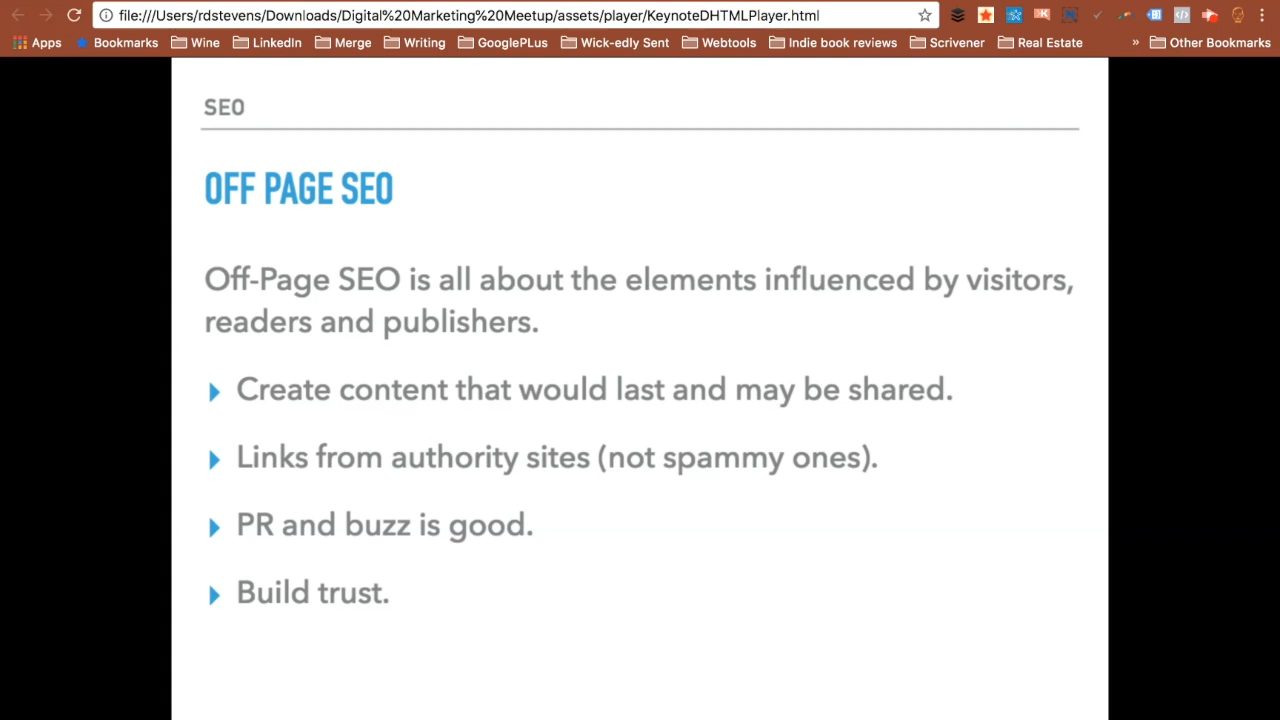 file:///Users/rdstevens/Downloads/Digital%20Marketing%20Meetup/assets/player/KeynoteDHTMLPlayer.html
Apps Bookmarks Wine LinkedIn Merge Writing GooglePLus Wick-edly Sent Webtools Indie book reviews Scrivener Real Estate » Other Bookmarks
SEO
OFF PAGE SEO
Off-Page SEO is all about the elements influenced by visitors,
readers and publishers.
Create content that would last and may be shared.
Links from authority sites (not spammy ones).
PR and buzz is good.
Build trust.